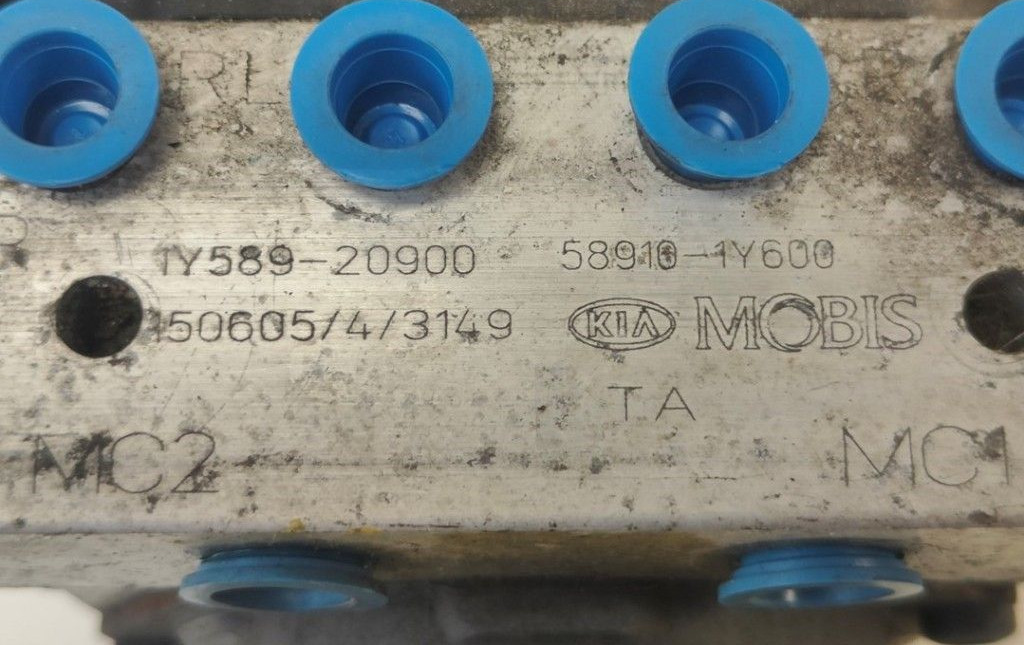 RL
1Y589-20900 58910-1Y600
150605/4/3149 KIA MOBIS
TA
MC2 MC1